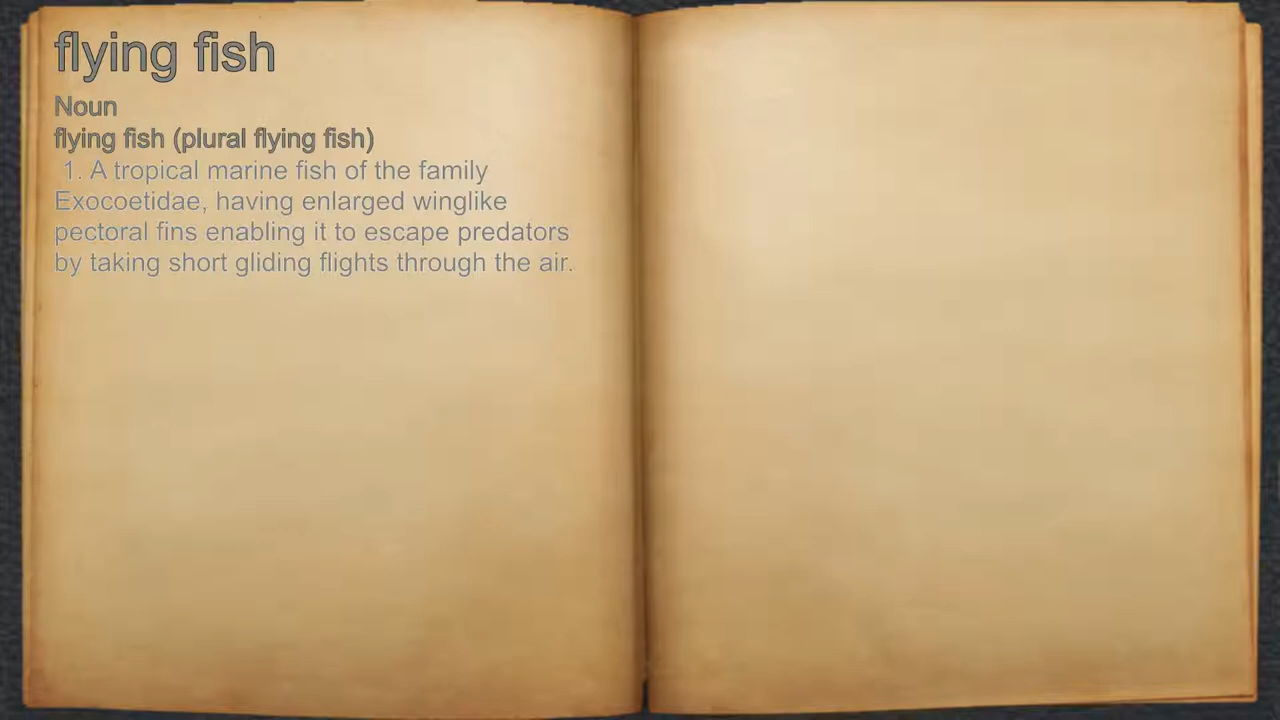 flying fish
Noun
flying fish (plural flying fish)
1. A tropical marine fish of the family
Exocoetidae, having enlarged winglike
pectoral fins enabling it to escape predators
by taking short gliding flights through the air.